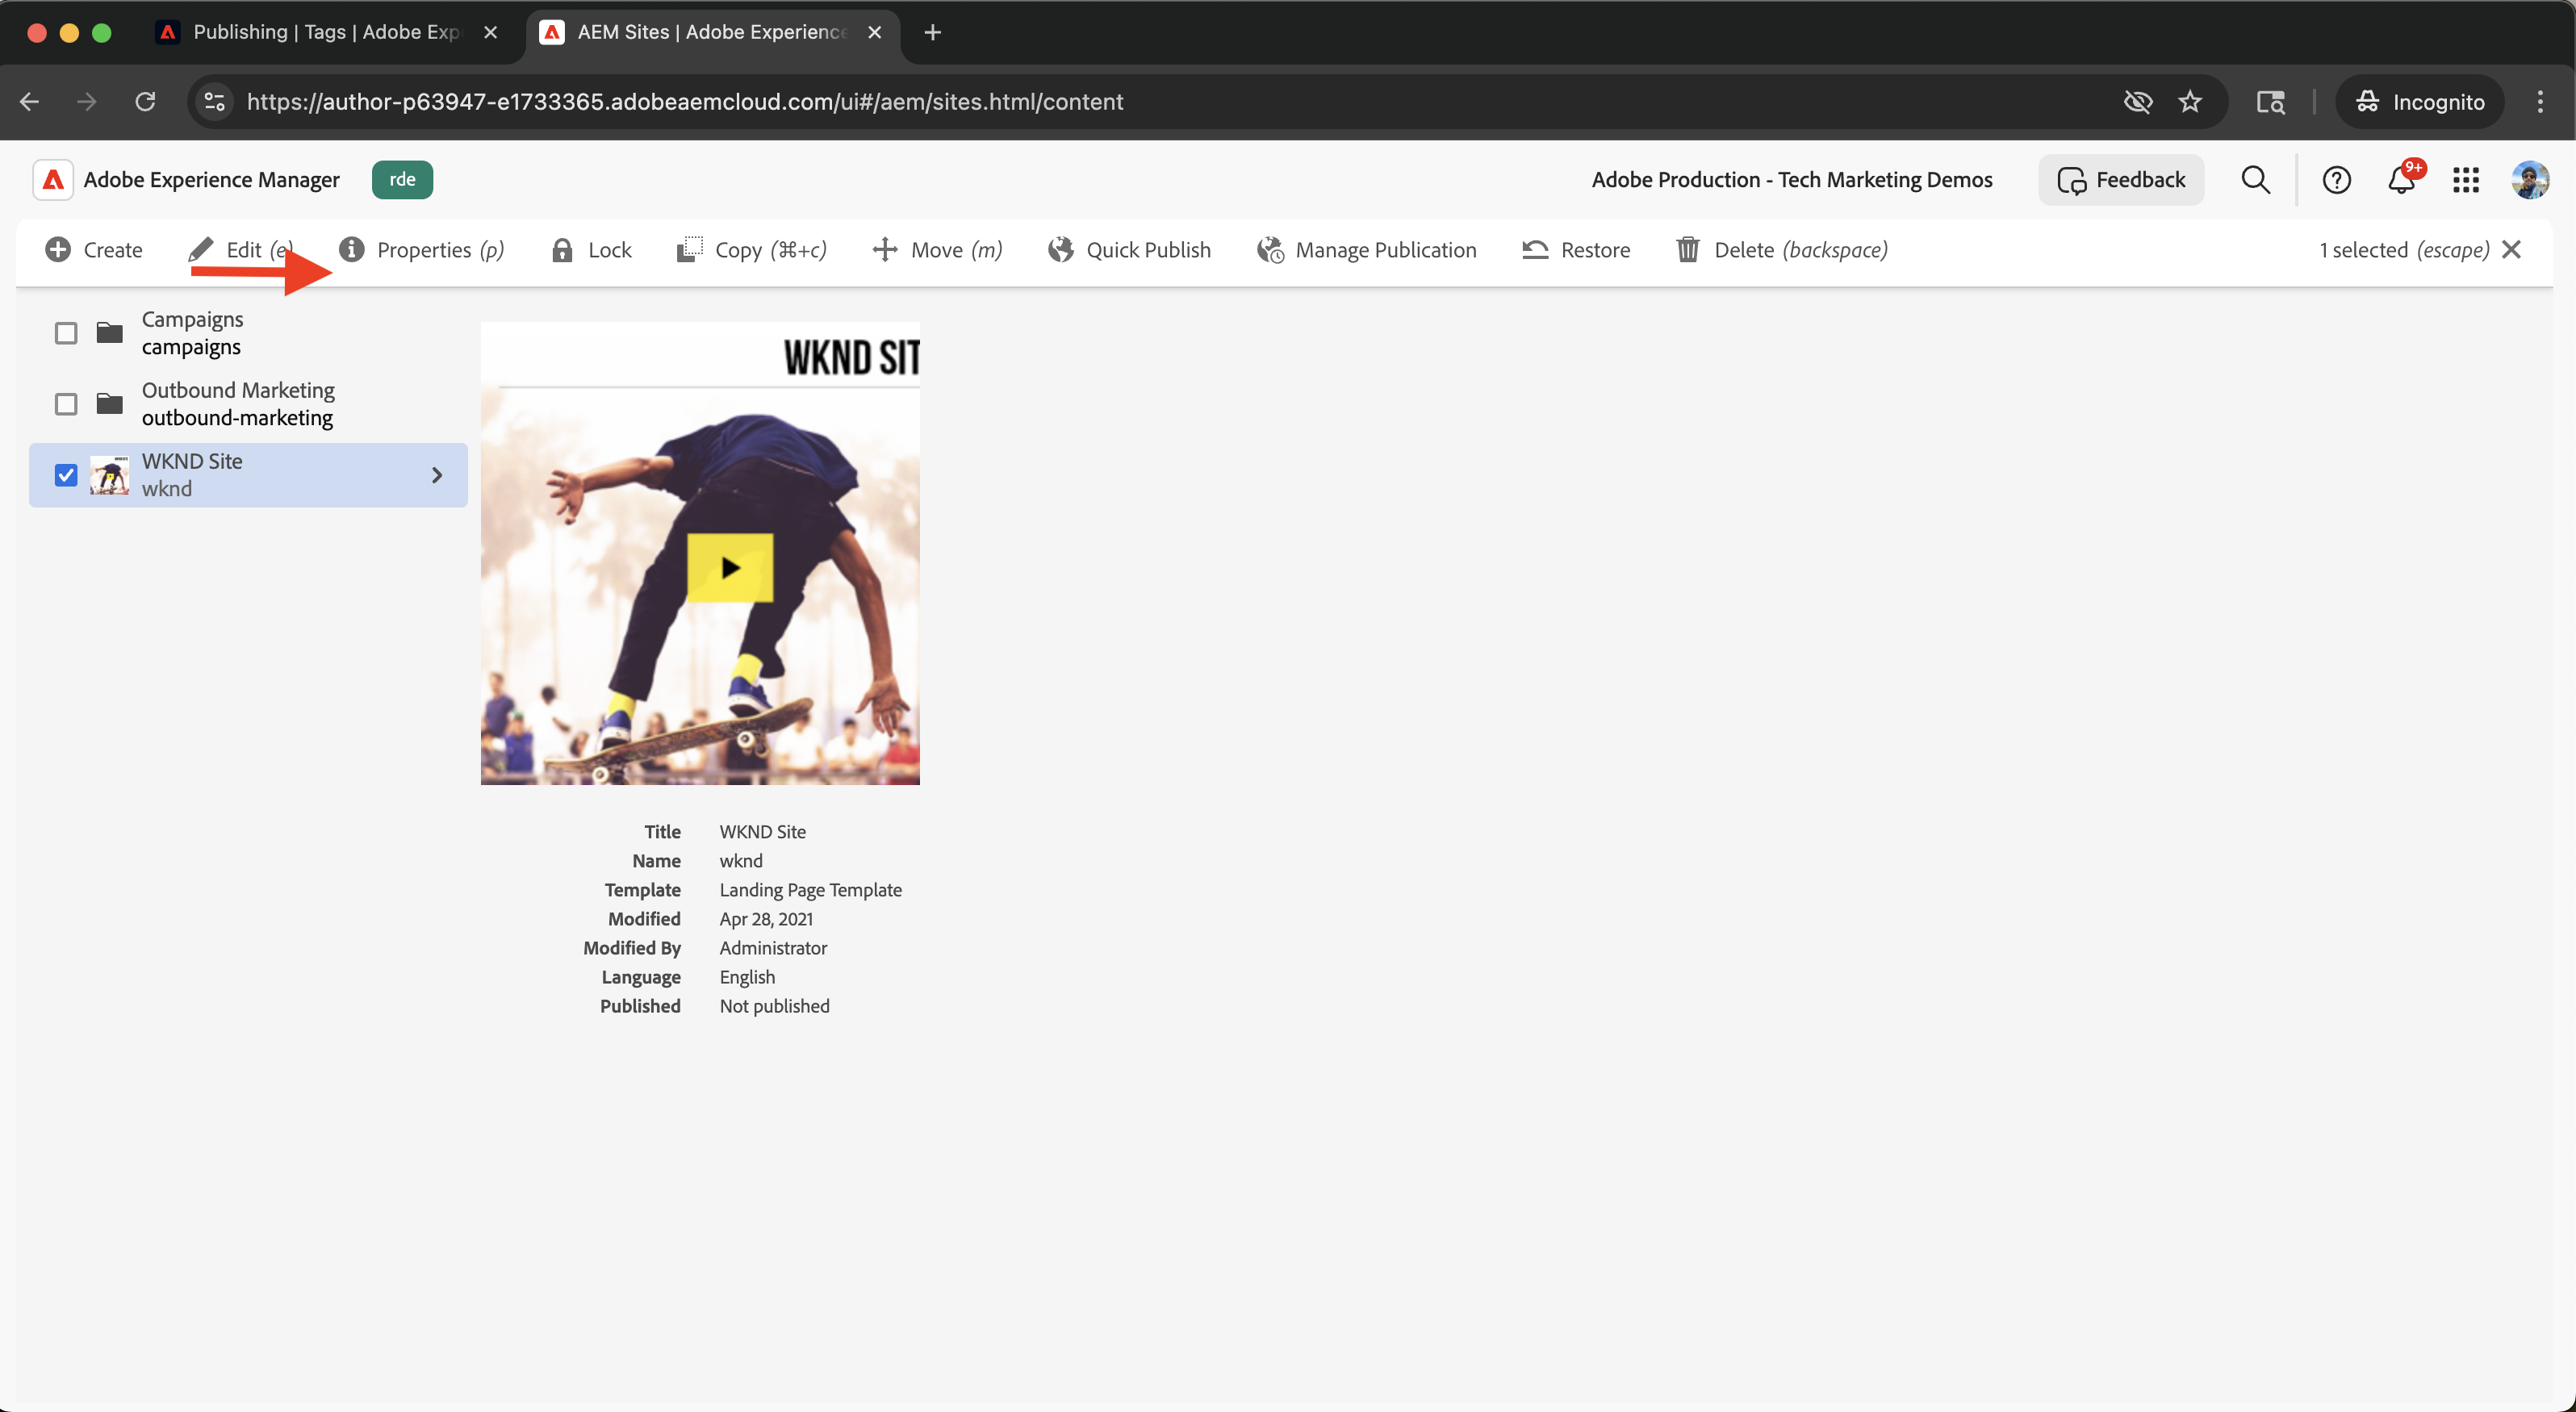 Publishing | Tags | Adobe Exp
AEM Sites | Adobe Experience
https://author-p63947-e1733365.adobeaemcloud.com/ui#/aem/sites.html/content
Incognito
Adobe Experience Manager
rde
Adobe Production - Tech Marketing Demos
Feedback
9+
Create
Edit (e)
Properties (p)
Lock
Copy (⌘+c)
Move (m)
Quick Publish
Manage Publication
Restore
Delete (backspace)
1 selected (escape)
Campaigns
campaigns
Outbound Marketing
outbound-marketing
WKND Site
wknd
WKND SIT
Title WKND Site
Name wknd
Template Landing Page Template
Modified Apr 28, 2021
Modified By Administrator
Language English
Published Not published